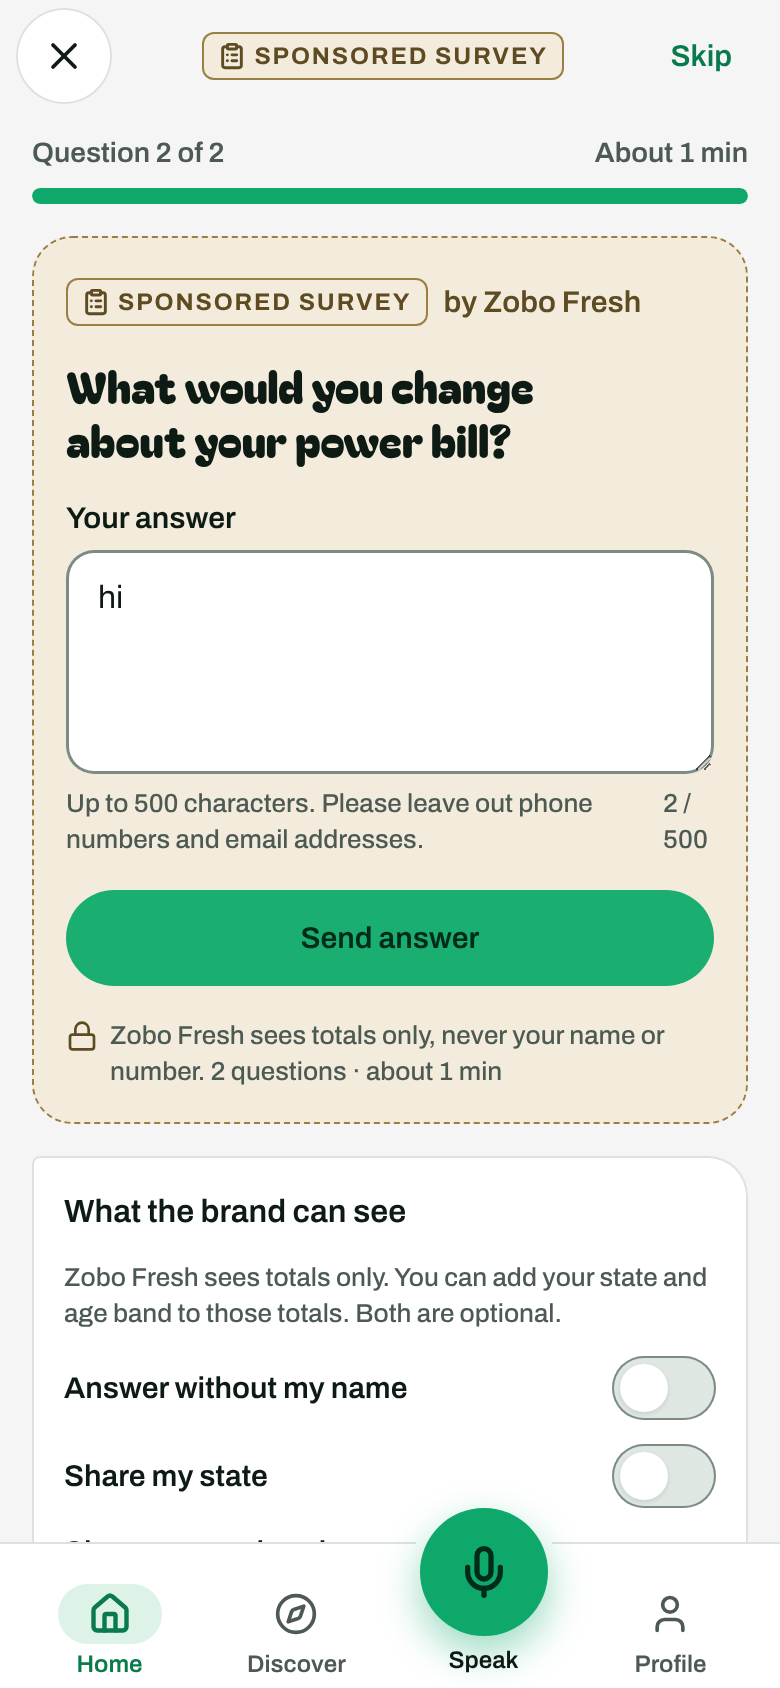 SPONSORED SURVEY
Skip
Question 2 of 2
About 1 min
SPONSORED SURVEY by Zobo Fresh
What would you change
about your power bill?
Your answer
hi
Up to 500 characters. Please leave out phone
numbers and email addresses.
2 /
500
Send answer
Zobo Fresh sees totals only, never your name or
number. 2 questions · about 1 min
What the brand can see
Zobo Fresh sees totals only. You can add your state and
age band to those totals. Both are optional.
Answer without my name
Share my state
Home
Discover
Speak
Profile